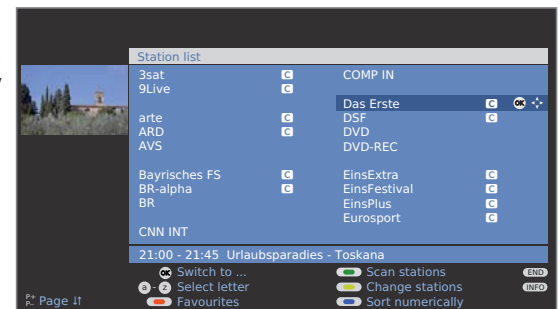 Station list
3sat C COMP IN
9Live C
Das Erste C OK
arte C DSF C
ARD C DVD
AVS DVD-REC
Bayrisches FS C EinsExtra C
BR-alpha C EinsFestival C
BR EinsPlus C
Eurosport C
CNN INT
21:00 - 21:45 Urlaubsparadies - Toskana
OK Switch to ... Scan stations END
a - z Select letter Change stations INFO
P+ P– Page ↓↑ Favourites Sort numerically